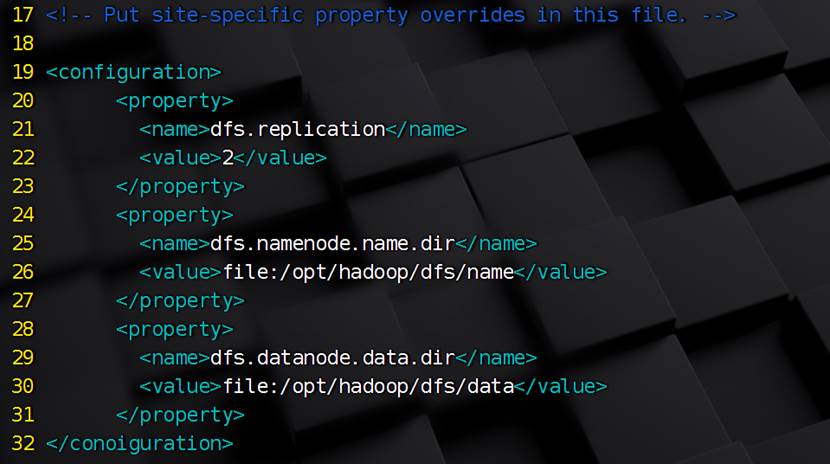 17 <!-- Put site-specific property overrides in this file. -->
18
19 <configuration>
20       <property>
21         <name>dfs.replication</name>
22         <value>2</value>
23       </property>
24       <property>
25         <name>dfs.namenode.name.dir</name>
26         <value>file:/opt/hadoop/dfs/name</value>
27       </property>
28       <property>
29         <name>dfs.datanode.data.dir</name>
30         <value>file:/opt/hadoop/dfs/data</value>
31       </property>
32 </conoiguration>